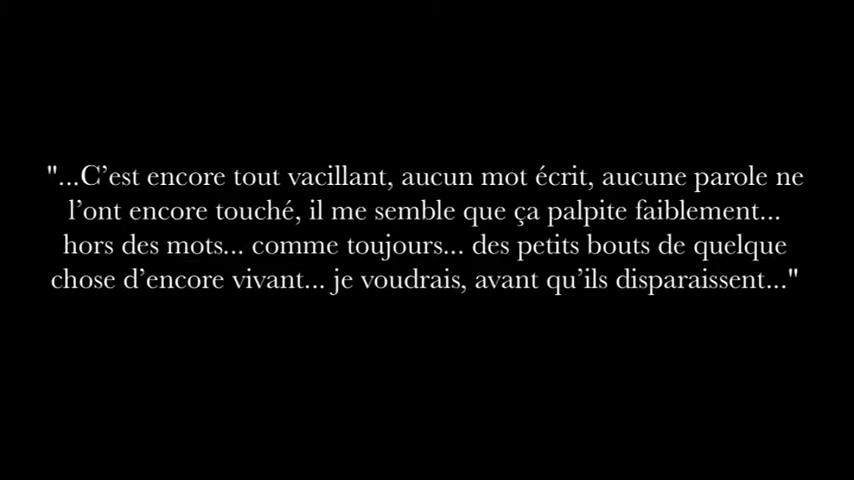 "...C’est encore tout vacillant, aucun mot écrit, aucune parole ne
l’ont encore touché, il me semble que ça palpite faiblement...
hors des mots... comme toujours... des petits bouts de quelque
chose d’encore vivant... je voudrais, avant qu’ils disparaissent..."